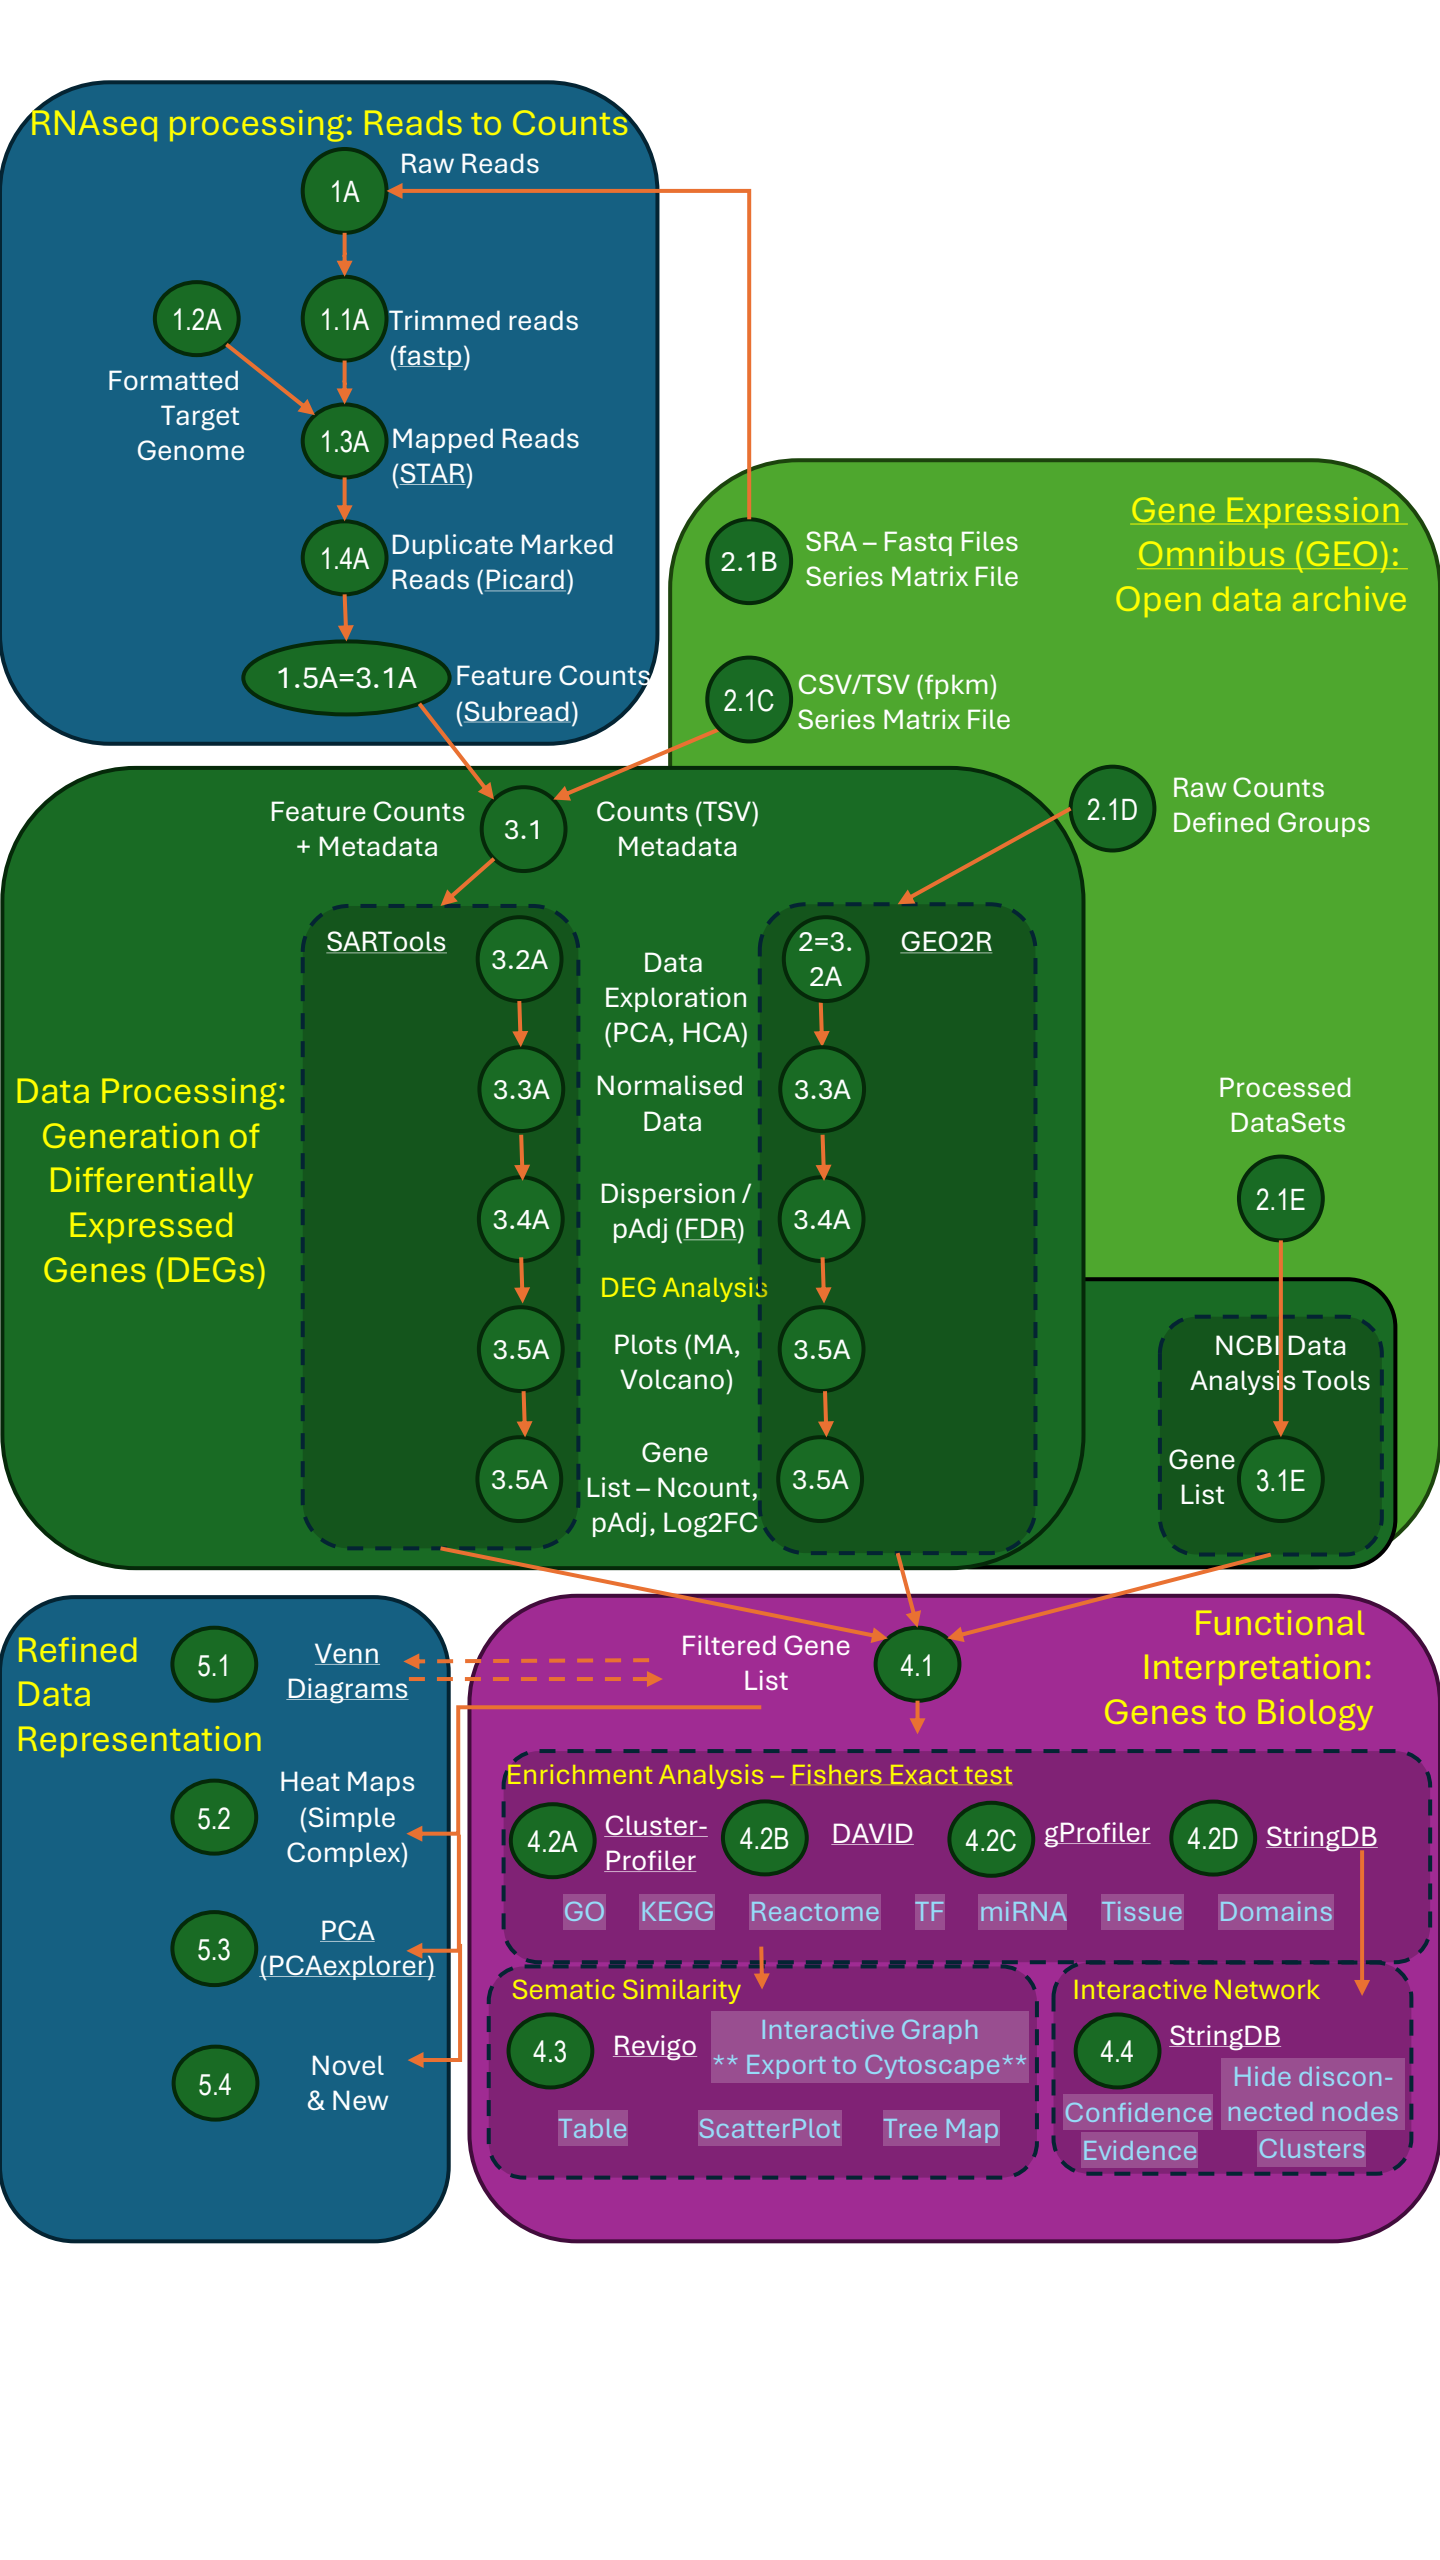 RNAseq processing: Reads to Counts
1A
Raw Reads
1.2A
1.1A
Trimmed reads
(fastp)
Formatted
Target
Genome
1.3A
Mapped Reads
(STAR)
1.4A
Duplicate Marked
Reads (Picard)
1.5A=3.1A
Feature Counts
(Subread)
Gene Expression
Omnibus (GEO):
Open data archive
2.1B
SRA – Fastq Files
Series Matrix File
2.1C
CSV/TSV (fpkm)
Series Matrix File
2.1D
Raw Counts
Defined Groups
Processed
DataSets
2.1E
NCBI Data
Analysis Tools
Gene
List
3.1E
Feature Counts
+ Metadata
3.1
Counts (TSV)
Metadata
Data Processing:
Generation of
Differentially
Expressed
Genes (DEGs)
SARTools
3.2A
3.3A
3.4A
3.5A
3.5A
Data
Exploration
(PCA, HCA)
Normalised
Data
Dispersion /
pAdj (FDR)
DEG Analysis
Plots (MA,
Volcano)
Gene
List – Ncount,
pAdj, Log2FC
2=3.
2A
GEO2R
3.3A
3.4A
3.5A
3.5A
Refined
Data
Representation
5.1
Venn
Diagrams
5.2
Heat Maps
(Simple
Complex)
5.3
PCA
(PCAexplorer)
5.4
Novel
& New
Functional
Interpretation:
Genes to Biology
Filtered Gene
List
4.1
Enrichment Analysis – Fishers Exact test
4.2A
Cluster-
Profiler
4.2B
DAVID
4.2C
gProfiler
4.2D
StringDB
GO KEGG Reactome TF miRNA Tissue Domains
Sematic Similarity
4.3
Revigo
Interactive Graph
** Export to Cytoscape**
Table ScatterPlot Tree Map
Interactive Network
4.4
StringDB
Hide discon-
nected nodes
Confidence
Evidence
Clusters